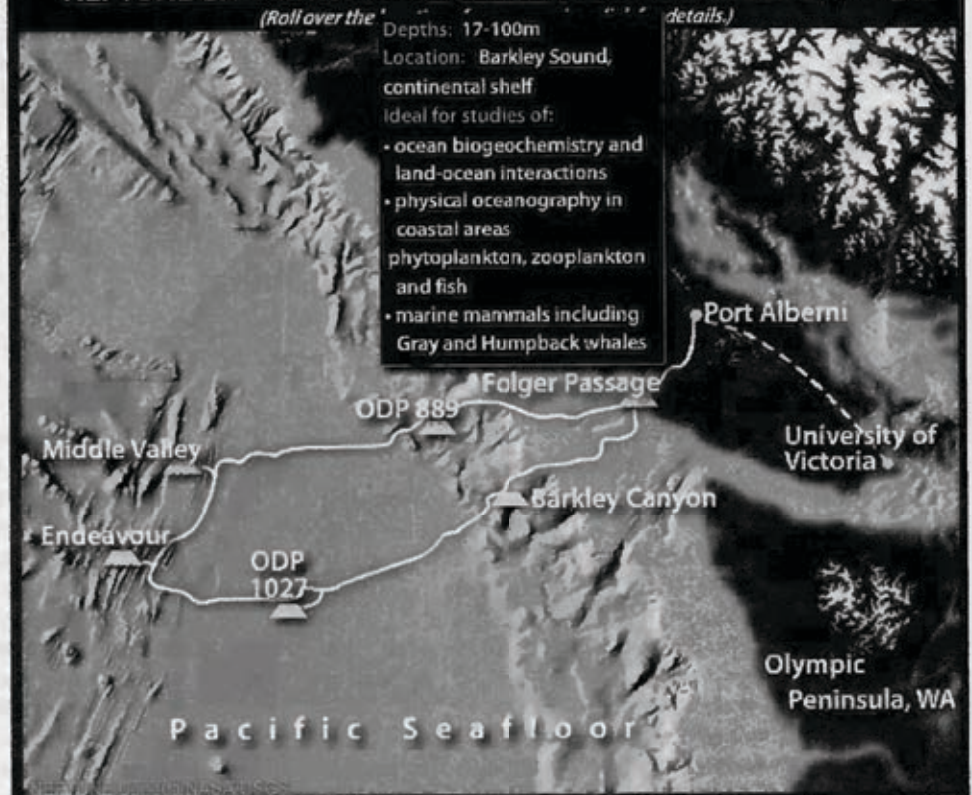 (Roll over the details.)
Depths: 17-100m
Location: Barkley Sound,
continental shelf
Ideal for studies of:
• ocean biogeochemistry and
land-ocean interactions
• physical oceanography in
coastal areas
phytoplankton, zooplankton
and fish
• marine mammals including
Gray and Humpback whales
Port Alberni
Folger Passage
ODP 889
University of
Victoria
Middle Valley
Barkley Canyon
Endeavour
ODP
1027
Olympic
Peninsula, WA
Pacific Seafloor